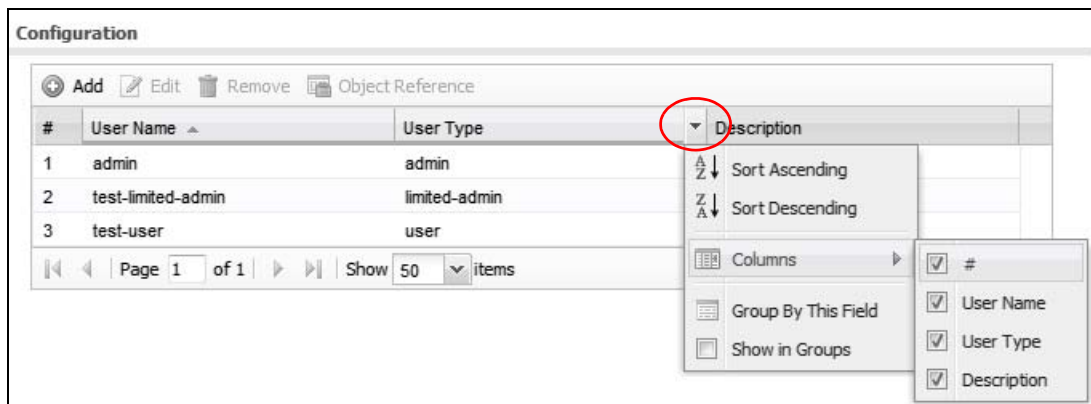 Configuration
Add Edit Remove Object Reference
# User Name User Type Description
1 admin admin
2 test-limited-admin limited-admin
3 test-user user
Page 1 of 1 Show 50 items
A Z Sort Ascending
Z A Sort Descending
Columns
Group By This Field
Show in Groups
#
User Name
User Type
Description